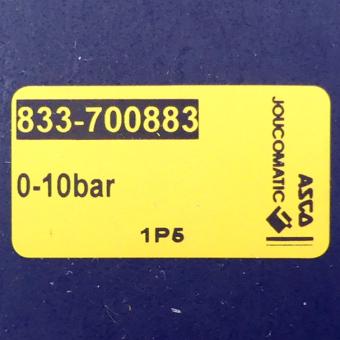 833-700883
0-10bar
1P5
ASCO
JOUCOMATIC